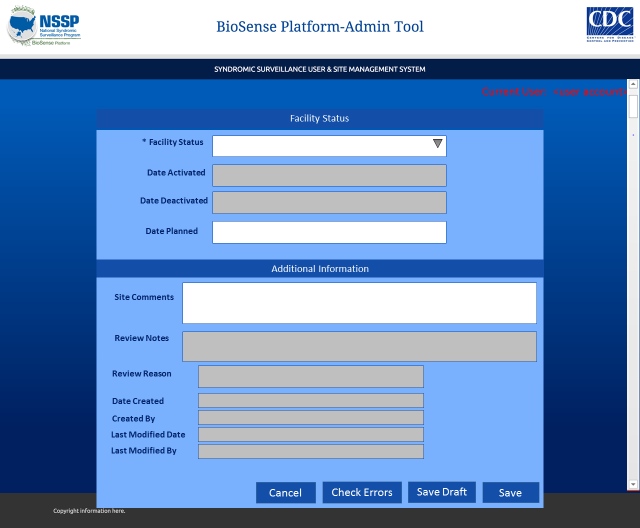 NSSP
National Syndromic
Surveillance Program
BioSense Platform
BioSense Platform-Admin Tool
CDC
CENTERS FOR DISEASE
CONTROL AND PREVENTION
SYNDROMIC SURVEILLANCE USER & SITE MANAGEMENT SYSTEM
Current User
Facility Status
* Facility Status
Date Activated
Date Deactivated
Date Planned
Additional Information
Site Comments
Review Notes
Review Reason
Date Created
Created By
Last Modified Date
Last Modified By
Cancel
Check Errors
Save Draft
Save
Copyright information here.